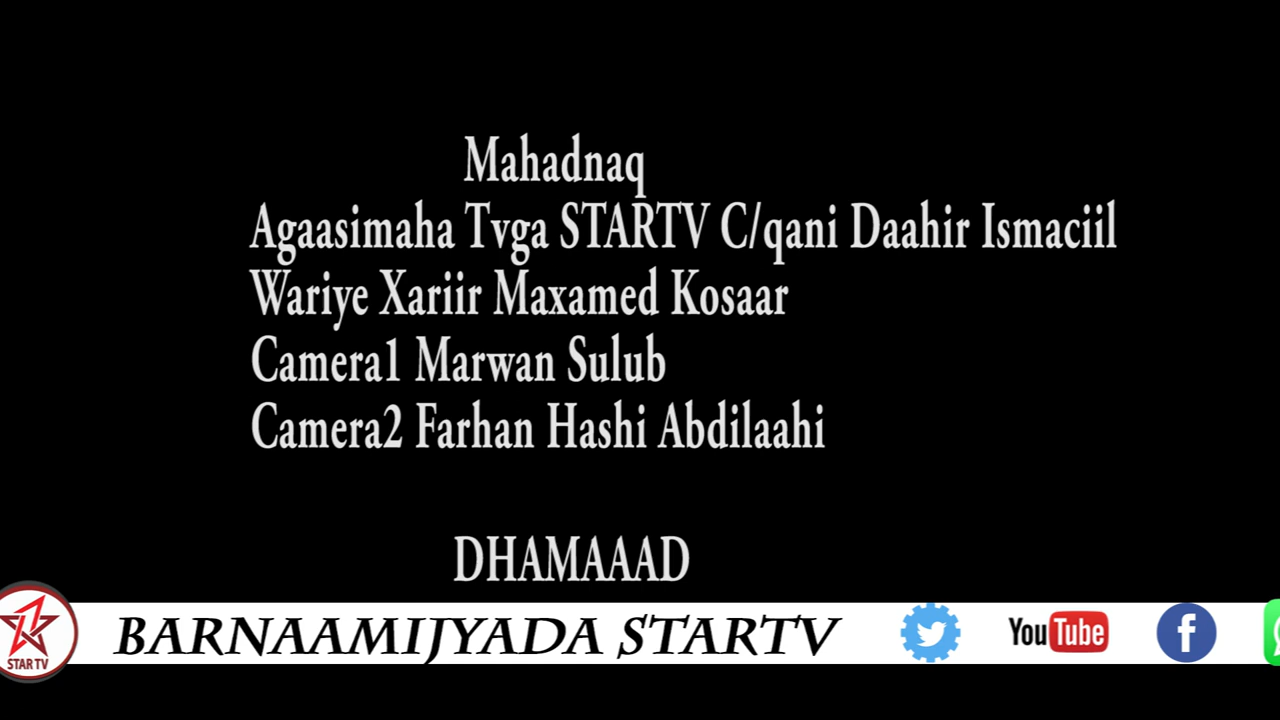 Mahadnaq
Agaasimaha Tvga STARTV C/qani Daahir Ismaciil
Wariye Xariir Maxamed Kosaar
Camera1 Marwan Sulub
Camera2 Farhan Hashi Abdilaahi
DHAMAAAD
STAR TV
BARNAAMIJYADA STARTV
YouTube